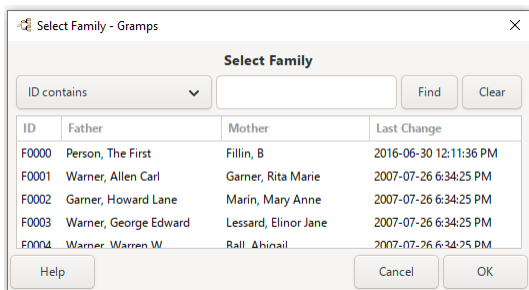 Select Family - Gramps
Select Family
ID contains Find Clear
ID Father Mother Last Change
F0000 Person, The First Fillin, B 2016-06-30 12:11:36 PM
F0001 Warner, Allen Carl Garner, Rita Marie 2007-07-26 6:34:25 PM
F0002 Garner, Howard Lane Marin, Mary Anne 2007-07-26 6:34:25 PM
F0003 Warner, George Edward Lessard, Elinor Jane 2007-07-26 6:34:25 PM
F0004 Warner, Warren W Ball, Abigail 2007-07-26 6:34:25 PM
Help Cancel OK